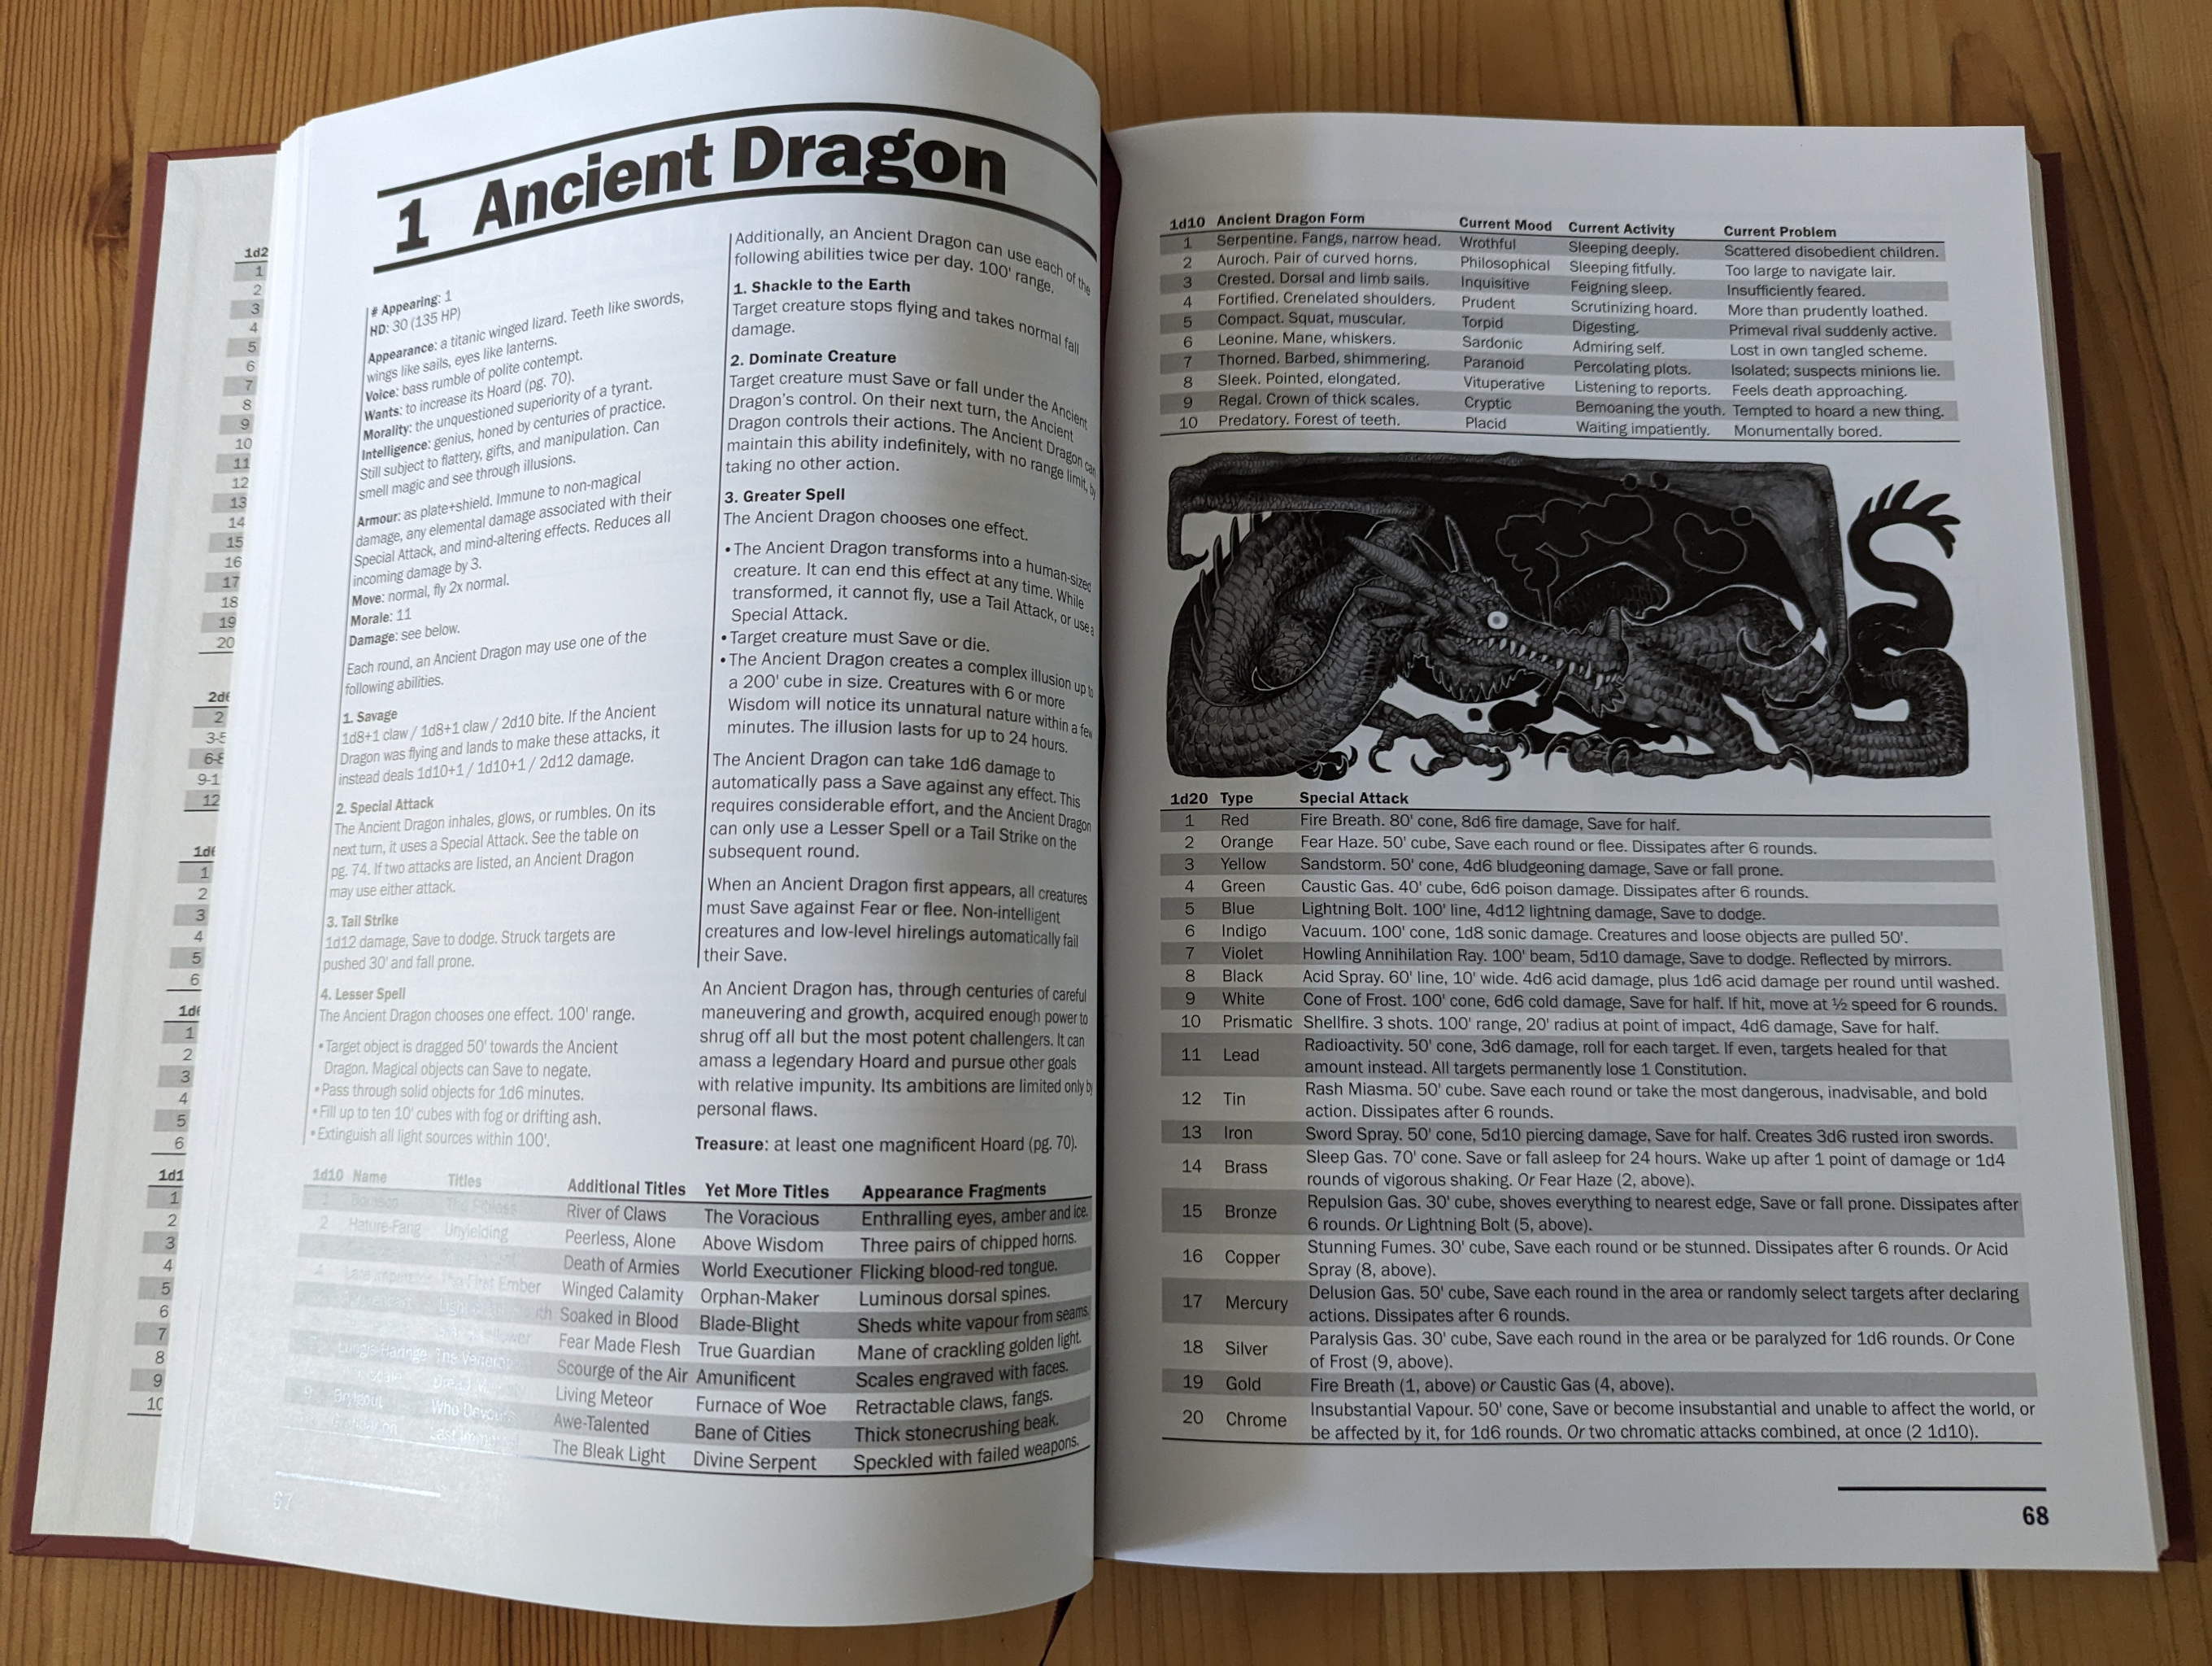 1 Ancient Dragon
# Appearing: 1
HD: 30 (135 HP)
Appearance: a titanic winged lizard. Teeth like swords,
wings like sails, eyes like lanterns.
Voice: bass rumble of polite contempt.
Wants: to increase its Hoard (pg. 70).
Morality: the unquestioned superiority of a tyrant.
Intelligence: genius, honed by centuries of practice.
Still subject to flattery, gifts, and manipulation. Can
smell magic and see through illusions.
Armour: as plate+shield. Immune to non-magical
damage, any elemental damage associated with their
Special Attack, and mind-altering effects. Reduces all
incoming damage by 3.
Move: normal, fly 2x normal.
Morale: 11
Damage: see below.
Each round, an Ancient Dragon may use one of the
following abilities.
1. Savage
1d8+1 claw / 1d8+1 claw / 2d10 bite. If the Ancient
Dragon was flying and lands to make these attacks, it
instead deals 1d10+1 / 1d10+1 / 2d12 damage.
2. Special Attack
The Ancient Dragon inhales, glows, or rumbles. On its
next turn, it uses a Special Attack. See the table on
pg. 74. If two attacks are listed, an Ancient Dragon
may use either attack.
3. Tail Strike
1d12 damage, Save to dodge. Struck targets are
pushed 30' and fall prone.
4. Lesser Spell
The Ancient Dragon chooses one effect. 100' range.
• Target object is dragged 50' towards the Ancient
Dragon. Magical objects can Save to negate.
• Pass through solid objects for 1d6 minutes.
• Fill up to ten 10' cubes with fog or drifting ash.
• Extinguish all light sources within 100'.
Additionally, an Ancient Dragon can use each of the
following abilities twice per day. 100' range.
1. Shackle to the Earth
Target creature stops flying and takes normal fall
damage.
2. Dominate Creature
Target creature must Save or fall under the Ancient
Dragon's control. On their next turn, the Ancient
Dragon controls their actions. The Ancient Dragon can
maintain this ability indefinitely, with no range limit, by
taking no other action.
3. Greater Spell
The Ancient Dragon chooses one effect.
• The Ancient Dragon transforms into a human-sized
creature. It can end this effect at any time. While
transformed, it cannot fly, use a Tail Attack, or use a
Special Attack.
• Target creature must Save or die.
• The Ancient Dragon creates a complex illusion up to
a 200' cube in size. Creatures with 6 or more
Wisdom will notice its unnatural nature within a few
minutes. The illusion lasts for up to 24 hours.
The Ancient Dragon can take 1d6 damage to
automatically pass a Save against any effect. This
requires considerable effort, and the Ancient Dragon
can only use a Lesser Spell or a Tail Strike on the
subsequent round.
When an Ancient Dragon first appears, all creatures
must Save against Fear or flee. Non-intelligent
creatures and low-level hirelings automatically fail
their Save.
An Ancient Dragon has, through centuries of careful
maneuvering and growth, acquired enough power to
shrug off all but the most potent challengers. It can
amass a legendary Hoard and pursue other goals
with relative impunity. Its ambitions are limited only by
personal flaws.
Treasure: at least one magnificent Hoard (pg. 70).
1d10 Name Titles Additional Titles Yet More Titles Appearance Fragments
River of Claws The Voracious Enthralling eyes, amber and ice.
2 Hature-Fang Unyielding Peerless, Alone Above Wisdom Three pairs of chipped horns.
Death of Armies World Executioner Flicking blood-red tongue.
4 The First Ember Winged Calamity Orphan-Maker Luminous dorsal spines.
Soaked in Blood Blade-Blight Sheds white vapour from seams.
Fear Made Flesh True Guardian Mane of crackling golden light.
Scourge of the Air Amunificent Scales engraved with faces.
Living Meteor Furnace of Woe Retractable claws, fangs.
9 Awe-Talented Bane of Cities Thick stonecrushing beak.
The Bleak Light Divine Serpent Speckled with failed weapons.
67
1d10 Ancient Dragon Form Current Mood Current Activity Current Problem
1 Serpentine. Fangs, narrow head. Wrothful Sleeping deeply. Scattered disobedient children.
2 Auroch. Pair of curved horns. Philosophical Sleeping fitfully. Too large to navigate lair.
3 Crested. Dorsal and limb sails. Inquisitive Feigning sleep. Insufficiently feared.
4 Fortified. Crenelated shoulders. Prudent Scrutinizing hoard. More than prudently loathed.
5 Compact. Squat, muscular. Torpid Digesting. Primeval rival suddenly active.
6 Leonine. Mane, whiskers. Sardonic Admiring self. Lost in own tangled scheme.
7 Thorned. Barbed, shimmering. Paranoid Percolating plots. Isolated; suspects minions lie.
8 Sleek. Pointed, elongated. Vituperative Listening to reports. Feels death approaching.
9 Regal. Crown of thick scales. Cryptic Bemoaning the youth. Tempted to hoard a new thing.
10 Predatory. Forest of teeth. Placid Waiting impatiently. Monumentally bored.
1d20 Type Special Attack
1 Red Fire Breath. 80' cone, 8d6 fire damage, Save for half.
2 Orange Fear Haze. 50' cube, Save each round or flee. Dissipates after 6 rounds.
3 Yellow Sandstorm. 50' cone, 4d6 bludgeoning damage, Save or fall prone.
4 Green Caustic Gas. 40' cube, 6d6 poison damage. Dissipates after 6 rounds.
5 Blue Lightning Bolt. 100' line, 4d12 lightning damage, Save to dodge.
6 Indigo Vacuum. 100' cone, 1d8 sonic damage. Creatures and loose objects are pulled 50'.
7 Violet Howling Annihilation Ray. 100' beam, 5d10 damage, Save to dodge. Reflected by mirrors.
8 Black Acid Spray. 60' line, 10' wide. 4d6 acid damage, plus 1d6 acid damage per round until washed.
9 White Cone of Frost. 100' cone, 6d6 cold damage, Save for half. If hit, move at ½ speed for 6 rounds.
10 Prismatic Shellfire. 3 shots. 100' range, 20' radius at point of impact, 4d6 damage, Save for half.
11 Lead Radioactivity. 50' cone, 3d6 damage, roll for each target. If even, targets healed for that
amount instead. All targets permanently lose 1 Constitution.
12 Tin Rash Miasma. 50' cube. Save each round or take the most dangerous, inadvisable, and bold
action. Dissipates after 6 rounds.
13 Iron Sword Spray. 50' cone, 5d10 piercing damage, Save for half. Creates 3d6 rusted iron swords.
14 Brass Sleep Gas. 70' cone. Save or fall asleep for 24 hours. Wake up after 1 point of damage or 1d4
rounds of vigorous shaking. Or Fear Haze (2, above).
15 Bronze Repulsion Gas. 30' cube, shoves everything to nearest edge, Save or fall prone. Dissipates after
6 rounds. Or Lightning Bolt (5, above).
16 Copper Stunning Fumes. 30' cube, Save each round or be stunned. Dissipates after 6 rounds. Or Acid
Spray (8, above).
17 Mercury Delusion Gas. 50' cube, Save each round in the area or randomly select targets after declaring
actions. Dissipates after 6 rounds.
18 Silver Paralysis Gas. 30' cube, Save each round in the area or be paralyzed for 1d6 rounds. Or Cone
of Frost (9, above).
19 Gold Fire Breath (1, above) or Caustic Gas (4, above).
20 Chrome Insubstantial Vapour. 50' cone, Save or become insubstantial and unable to affect the world, or
be affected by it, for 1d6 rounds. Or two chromatic attacks combined, at once (2 1d10).
68
1d2
1
2
3
4
5
6
7
8
9
10
11
12
13
14
15
16
17
18
19
20
2d6
2
3-5
6-8
9-1
12
1d6
1
2
3
4
5
6
1d6
1
2
3
4
5
6
1d1
1
2
3
4
5
6
7
8
9
10